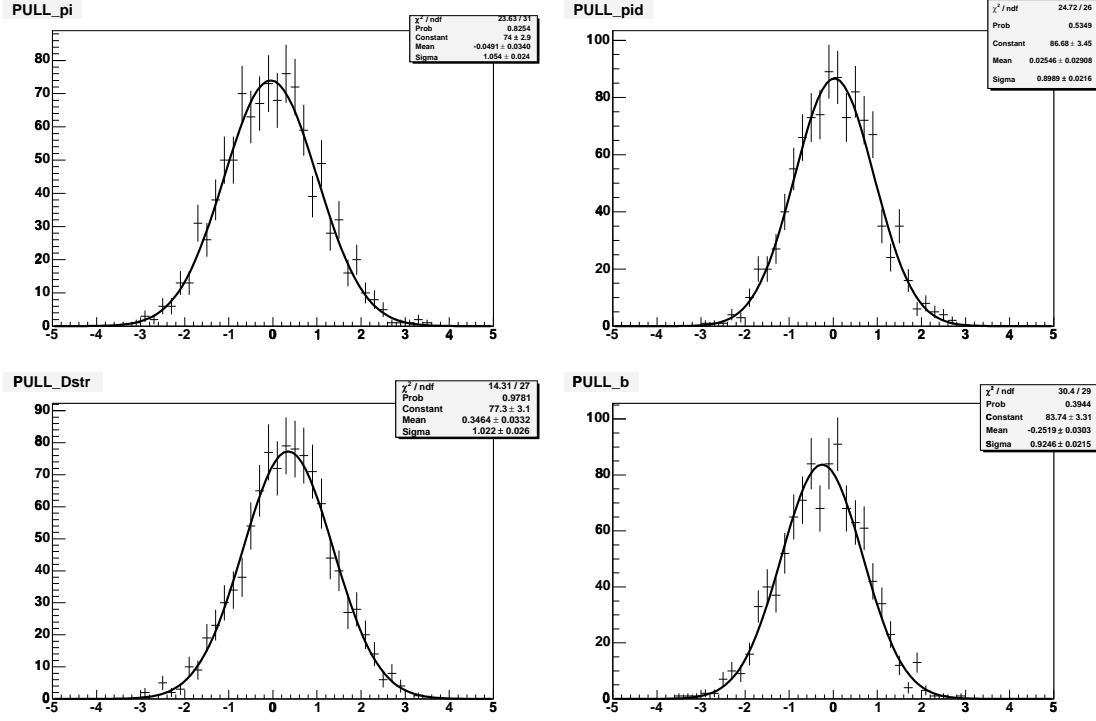 PULL_pi
χ² / ndf 23.63 / 31
Prob 0.8254
Constant 74 ± 2.9
Mean -0.0491 ± 0.0340
Sigma 1.054 ± 0.024
80
70
60
50
40
30
20
10
0
-5 -4 -3 -2 -1 0 1 2 3 4 5
PULL_pid
χ² / ndf 24.72 / 26
Prob 0.5349
Constant 86.68 ± 3.45
Mean 0.02546 ± 0.02908
Sigma 0.8989 ± 0.0216
100
80
60
40
20
0
-5 -4 -3 -2 -1 0 1 2 3 4 5
PULL_Dstr
χ² / ndf 14.31 / 27
Prob 0.9781
Constant 77.3 ± 3.1
Mean 0.3464 ± 0.0332
Sigma 1.022 ± 0.026
90
80
70
60
50
40
30
20
10
0
-5 -4 -3 -2 -1 0 1 2 3 4 5
PULL_b
χ² / ndf 30.4 / 29
Prob 0.3944
Constant 83.74 ± 3.31
Mean -0.2519 ± 0.0303
Sigma 0.9246 ± 0.0215
100
80
60
40
20
0
-5 -4 -3 -2 -1 0 1 2 3 4 5